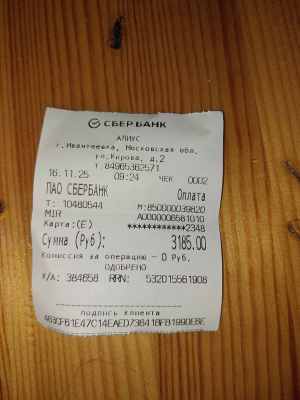 СБЕРБАНК
АЛИУС
г.Ивантеевка, Московская обл.
ул.Кирова, д.2
т.84965362571
16.11.25 09:24 ЧЕК 0002
ПАО СБЕРБАНК Оплата
Т: 10480544 М:850000039820
MIR A0000006581010
Карта:(E) ************2348
Сумма (Руб): 3185.00
Комиссия за операцию - 0 Руб.
ОДОБРЕНО
К/А: 384658 RRN: 532015561908
подпись клиента